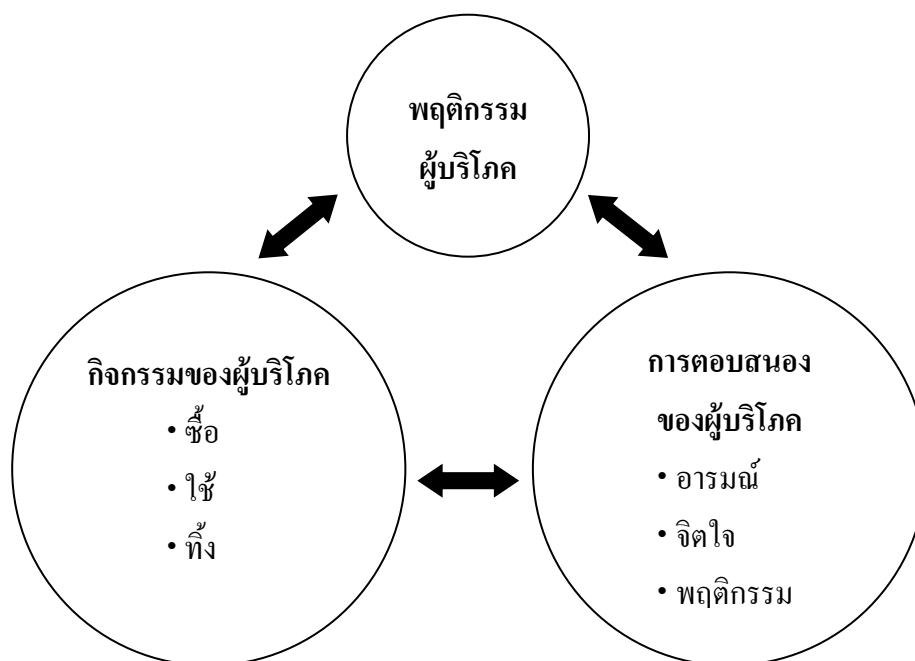 พฤติกรรม
ผู้บริโภค
กิจกรรมของผู้บริโภค
• ซื้อ
• ใช้
• ทิ้ง
การตอบสนอง
ของผู้บริโภค
• อารมณ์
• จิตใจ
• พฤติกรรม